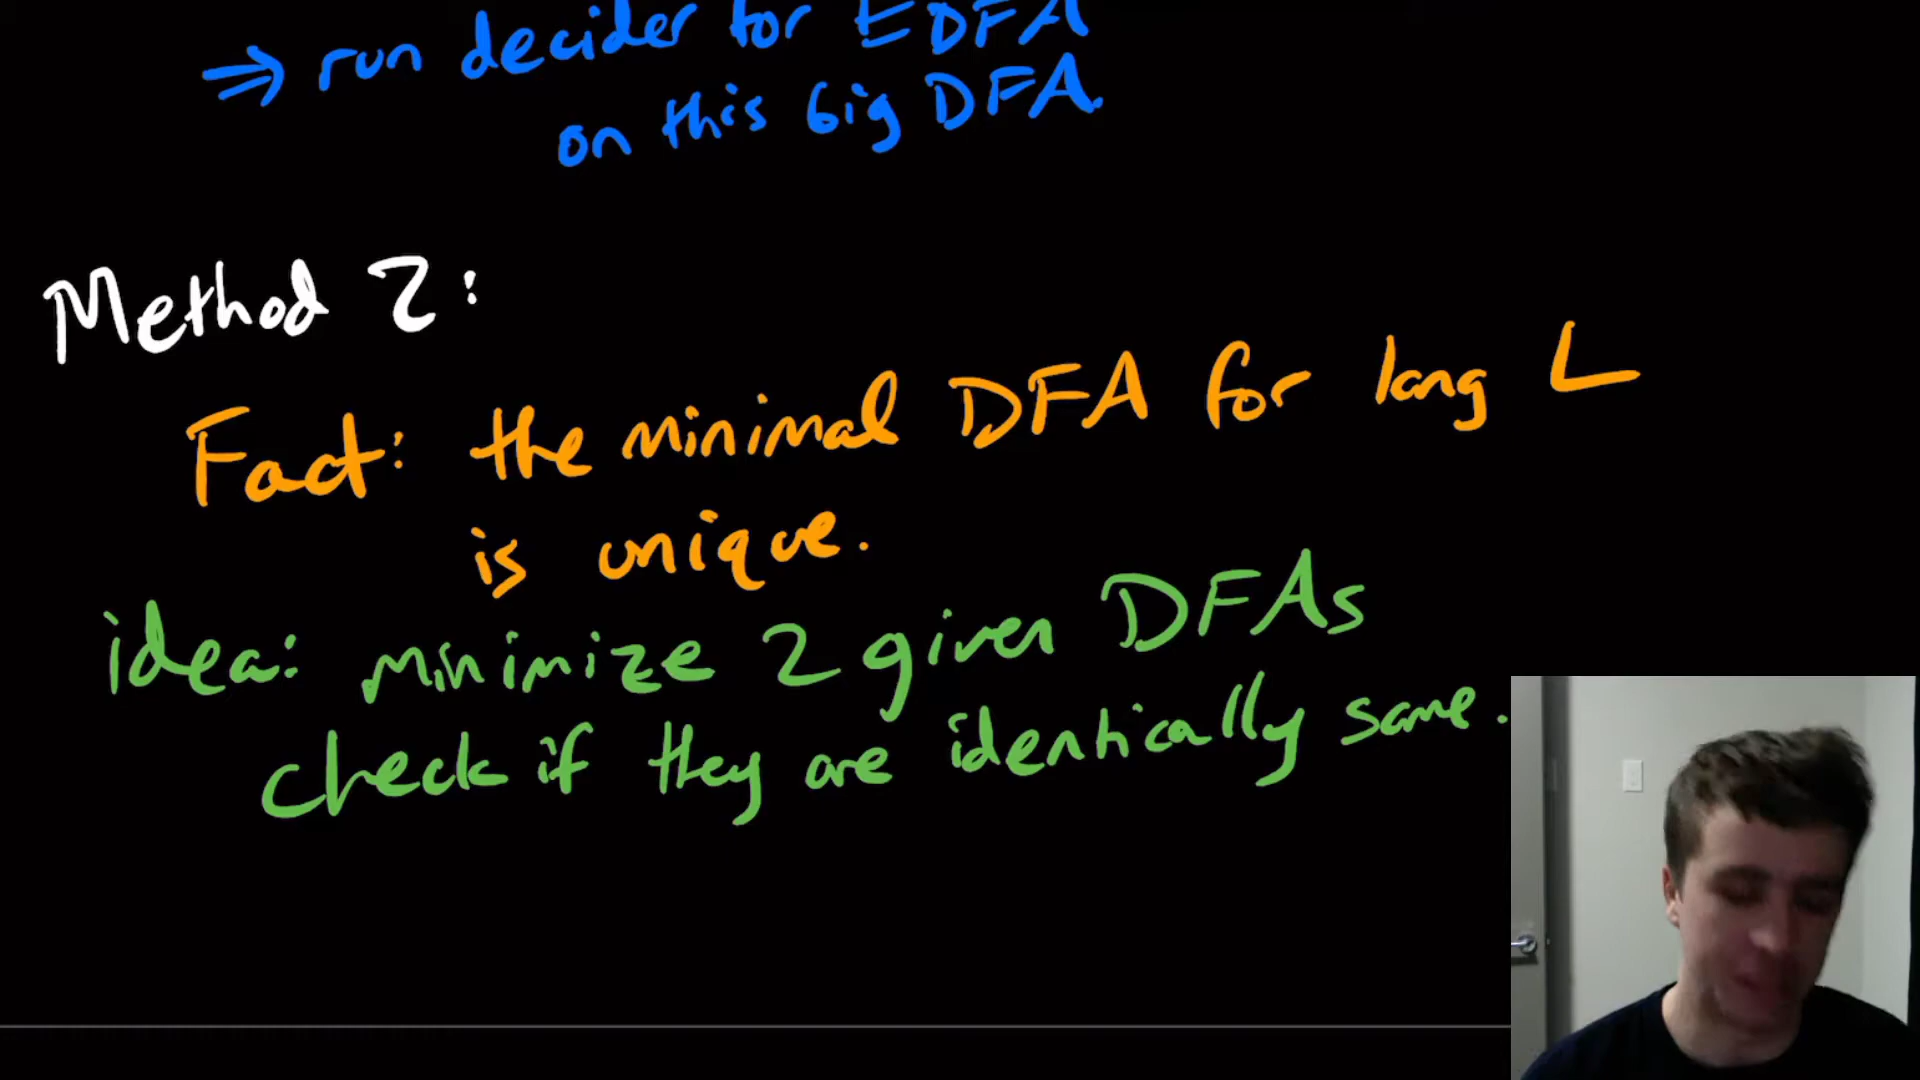 ⇒ run decider for EDFA
on this big DFA.
Method 2:
Fact: the minimal DFA for lang L
is unique.
idea: minimize 2 given DFAs
check if they are identically same.